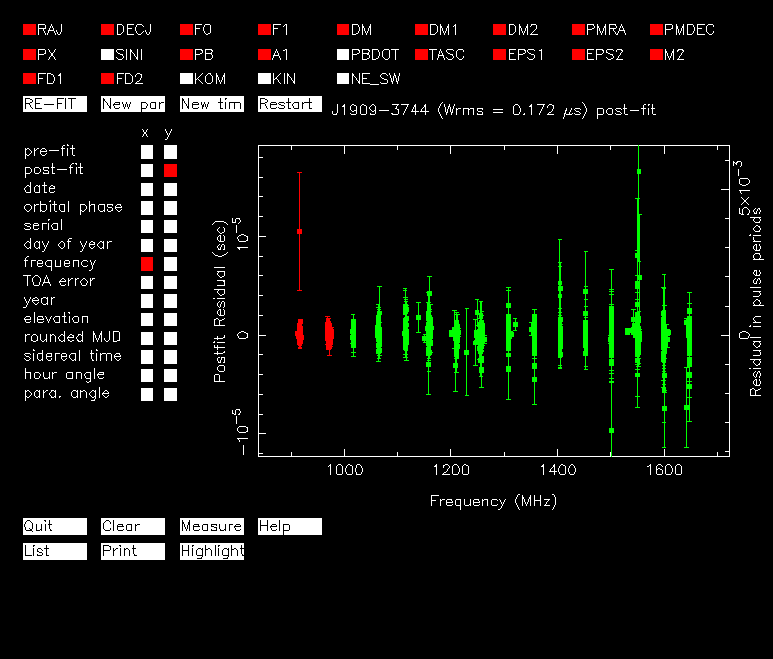 RAJ DECJ F0 F1 DM DM1 DM2 PMRA PMDEC
PX SINI PB A1 PBDOT TASC EPS1 EPS2 M2
FD1 FD2 KOM KIN NE_SW
RE-FIT New par New tim Restart
J1909-3744 (Wrms = 0.172 μs) post-fit
x y
pre-fit
post-fit
date
orbital phase
serial
day of year
frequency
TOA error
year
elevation
rounded MJD
sidereal time
hour angle
para. angle
Postfit Residual (sec)
10⁻⁵
0
−10⁻⁵
5×10⁻³
0
Residual in pulse periods
1000 1200 1400 1600
Frequency (MHz)
Quit Clear Measure Help
List Print Highlight